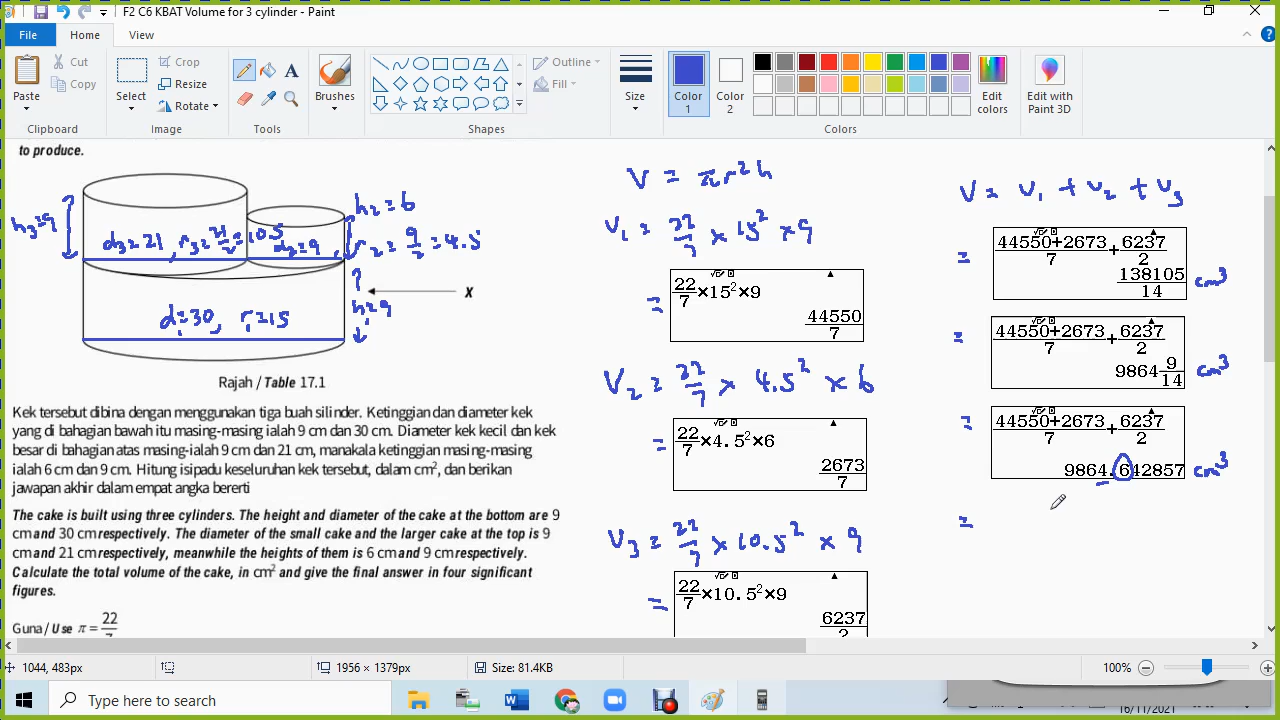 F2 C6 KBAT Volume for 3 cylinder - Paint
File
Home
View
Paste
Cut
Copy
Clipboard
Select
Crop
Resize
Rotate
Image
Tools
Brushes
Shapes
Outline
Fill
Size
Color 1
Color 2
Colors
Edit colors
Edit with Paint 3D
to produce.
h3=9
d3=21, r3=21/2=10.5
h2=6
d2=9, r2=9/2=4.5
h1=9
d1=30, r1=15
X
Rajah / Table 17.1
Kek tersebut dibina dengan menggunakan tiga buah silinder. Ketinggian dan diameter kek
yang di bahagian bawah itu masing-masing ialah 9 cm dan 30 cm. Diameter kek kecil dan kek
besar di bahagian atas masing-ialah 9 cm dan 21 cm, manakala ketinggian masing-masing
ialah 6 cm dan 9 cm. Hitung isipadu keseluruhan kek tersebut, dalam cm², dan berikan
jawapan akhir dalam empat angka bererti
The cake is built using three cylinders. The height and diameter of the cake at the bottom are 9
cm and 30 cm respectively. The diameter of the small cake and the larger cake at the top is 9
cm and 21 cm respectively, meanwhile the heights of them is 6 cm and 9 cm respectively.
Calculate the total volume of the cake, in cm² and give the final answer in four significant
figures.
Guna / Use π = 22/
V = πr²h
V1 = 22/7 × 15² × 9
22/7×15²×9
= 44550/7
V2 = 22/7 × 4.5² × 6
22/7×4.5²×6
= 2673/7
V3 = 22/7 × 10.5² × 9
22/7×10.5²×9
= 6237/2
V = V1 + V2 + V3
44550+2673/7+6237/2
= 138105/14 cm³
44550+2673/7+6237/2
= 9864 9/14 cm³
44550+2673/7+6237/2
= 9864.642857 cm³
=
1044, 483px
1956 × 1379px
Size: 81.4KB
100%
Type here to search
16/11/2021